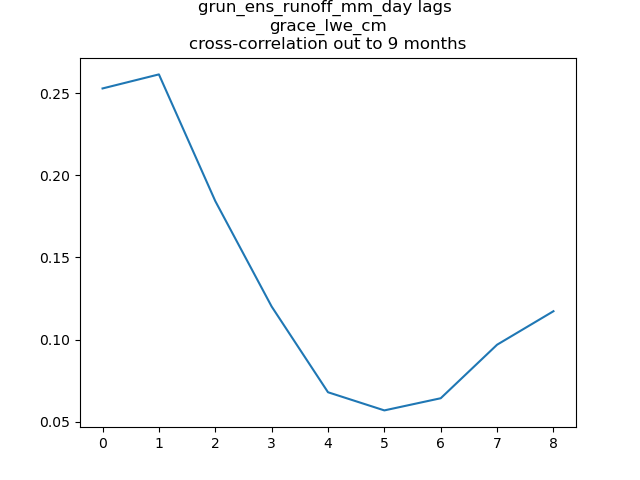 grun_ens_runoff_mm_day lags
grace_lwe_cm
cross-correlation out to 9 months
0.25
0.20
0.15
0.10
0.05
0 1 2 3 4 5 6 7 8